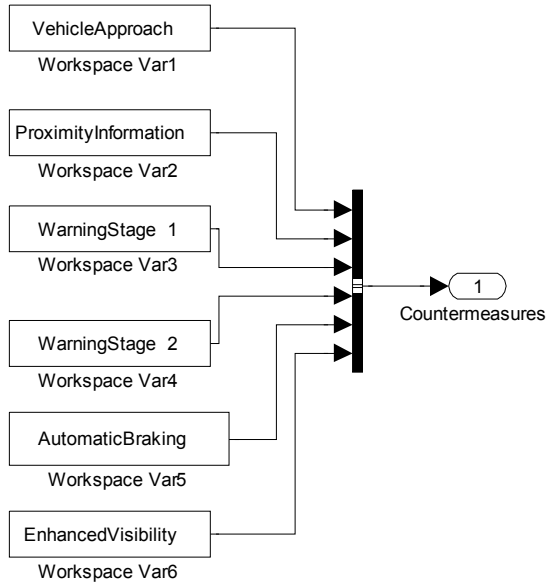 VehicleApproach
Workspace Var1
ProximityInformation
Workspace Var2
WarningStage 1
Workspace Var3
WarningStage 2
Workspace Var4
AutomaticBraking
Workspace Var5
EnhancedVisibility
Workspace Var6
1
Countermeasures